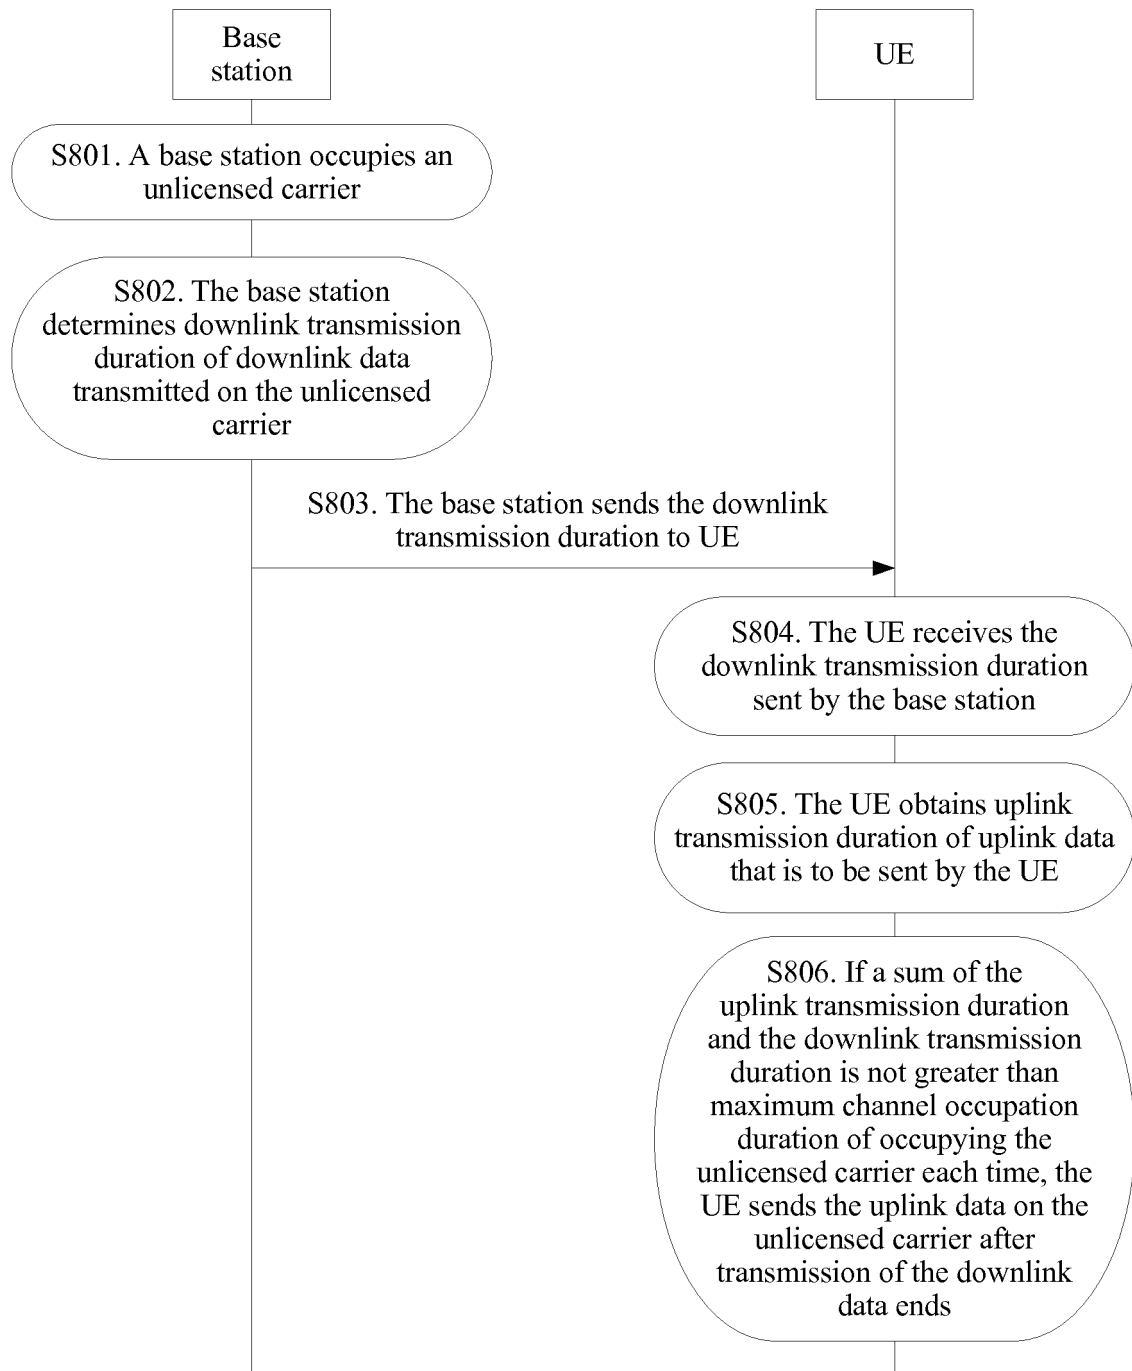 Base
station
UE
S801. A base station occupies an
unlicensed carrier
S802. The base station
determines downlink transmission
duration of downlink data
transmitted on the unlicensed
carrier
S803. The base station sends the downlink
transmission duration to UE
S804. The UE receives the
downlink transmission duration
sent by the base station
S805. The UE obtains uplink
transmission duration of uplink data
that is to be sent by the UE
S806. If a sum of the
uplink transmission duration
and the downlink transmission
duration is not greater than
maximum channel occupation
duration of occupying the
unlicensed carrier each time, the
UE sends the uplink data on the
unlicensed carrier after
transmission of the downlink
data ends